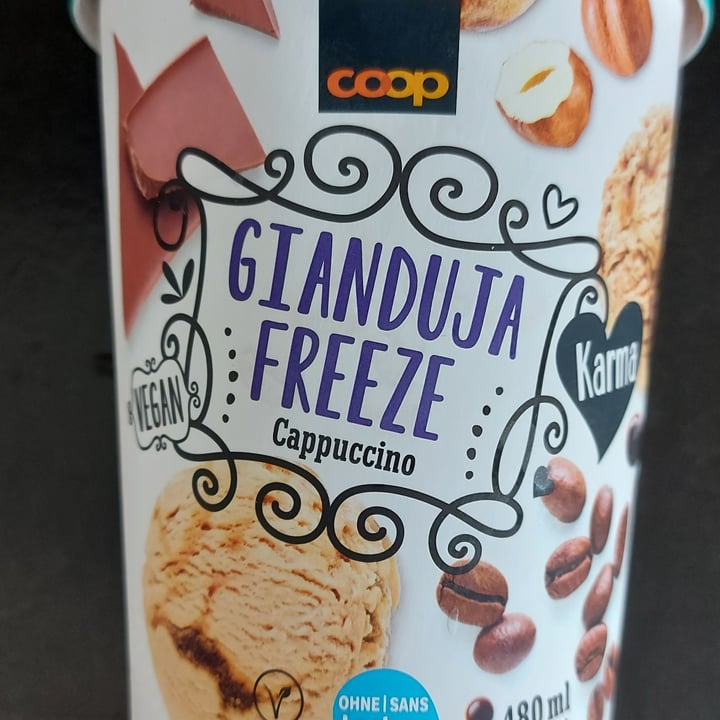 coop
GIANDUJA
FREEZE
Cappuccino
VEGAN
Karma
OHNE|SANS
480 ml